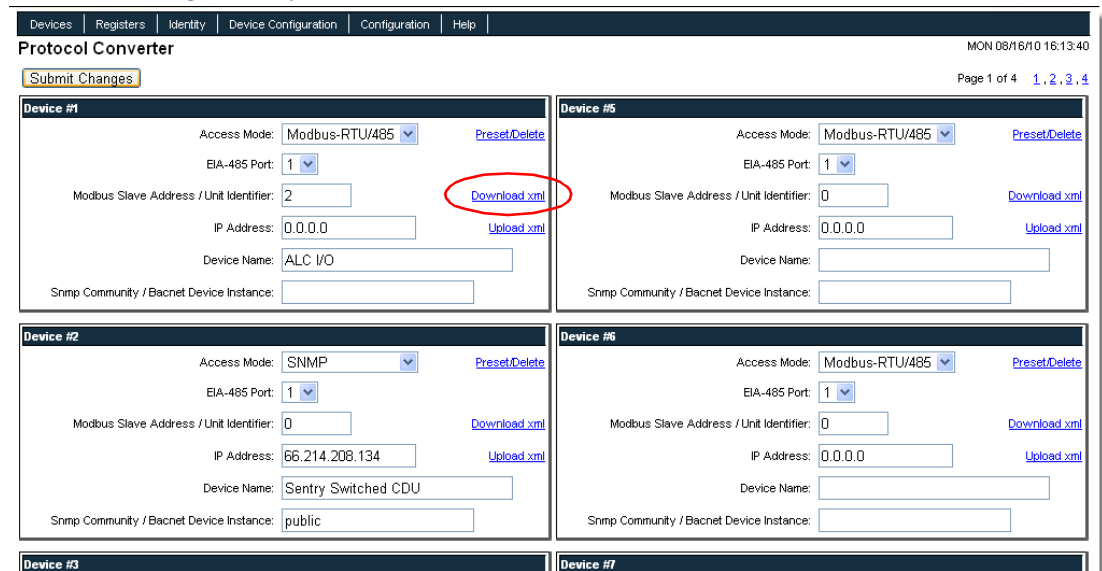 Devices Registers Identity Device Configuration Configuration Help
Protocol Converter
MON 08/16/10 16:13:40
Submit Changes
Page 1 of 4 1,2,3,4
Device #1
Access Mode: Modbus-RTU/485 Preset/Delete
EIA-485 Port: 1
Modbus Slave Address / Unit Identifier: 2 Download xml
IP Address: 0.0.0.0 Upload xml
Device Name: ALC I/O
Snmp Community / Bacnet Device Instance:
Device #5
Access Mode: Modbus-RTU/485 Preset/Delete
EIA-485 Port: 1
Modbus Slave Address / Unit Identifier: 0 Download xml
IP Address: 0.0.0.0 Upload xml
Device Name:
Snmp Community / Bacnet Device Instance:
Device #2
Access Mode: SNMP Preset/Delete
EIA-485 Port: 1
Modbus Slave Address / Unit Identifier: 0 Download xml
IP Address: 66.214.208.134 Upload xml
Device Name: Sentry Switched CDU
Snmp Community / Bacnet Device Instance: public
Device #6
Access Mode: Modbus-RTU/485 Preset/Delete
EIA-485 Port: 1
Modbus Slave Address / Unit Identifier: 0 Download xml
IP Address: 0.0.0.0 Upload xml
Device Name:
Snmp Community / Bacnet Device Instance:
Device #3
Device #7